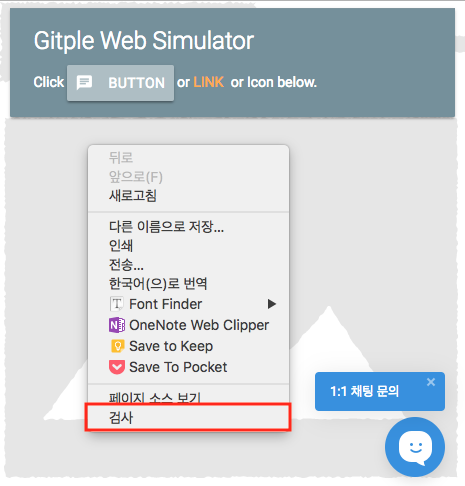 Gitple Web Simulator
Click BUTTON or LINK or Icon below.
뒤로
앞으로(F)
새로고침
다른 이름으로 저장...
인쇄
전송...
한국어(으)로 번역
Font Finder
OneNote Web Clipper
Save to Keep
Save To Pocket
페이지 소스 보기
검사
1:1 채팅 문의